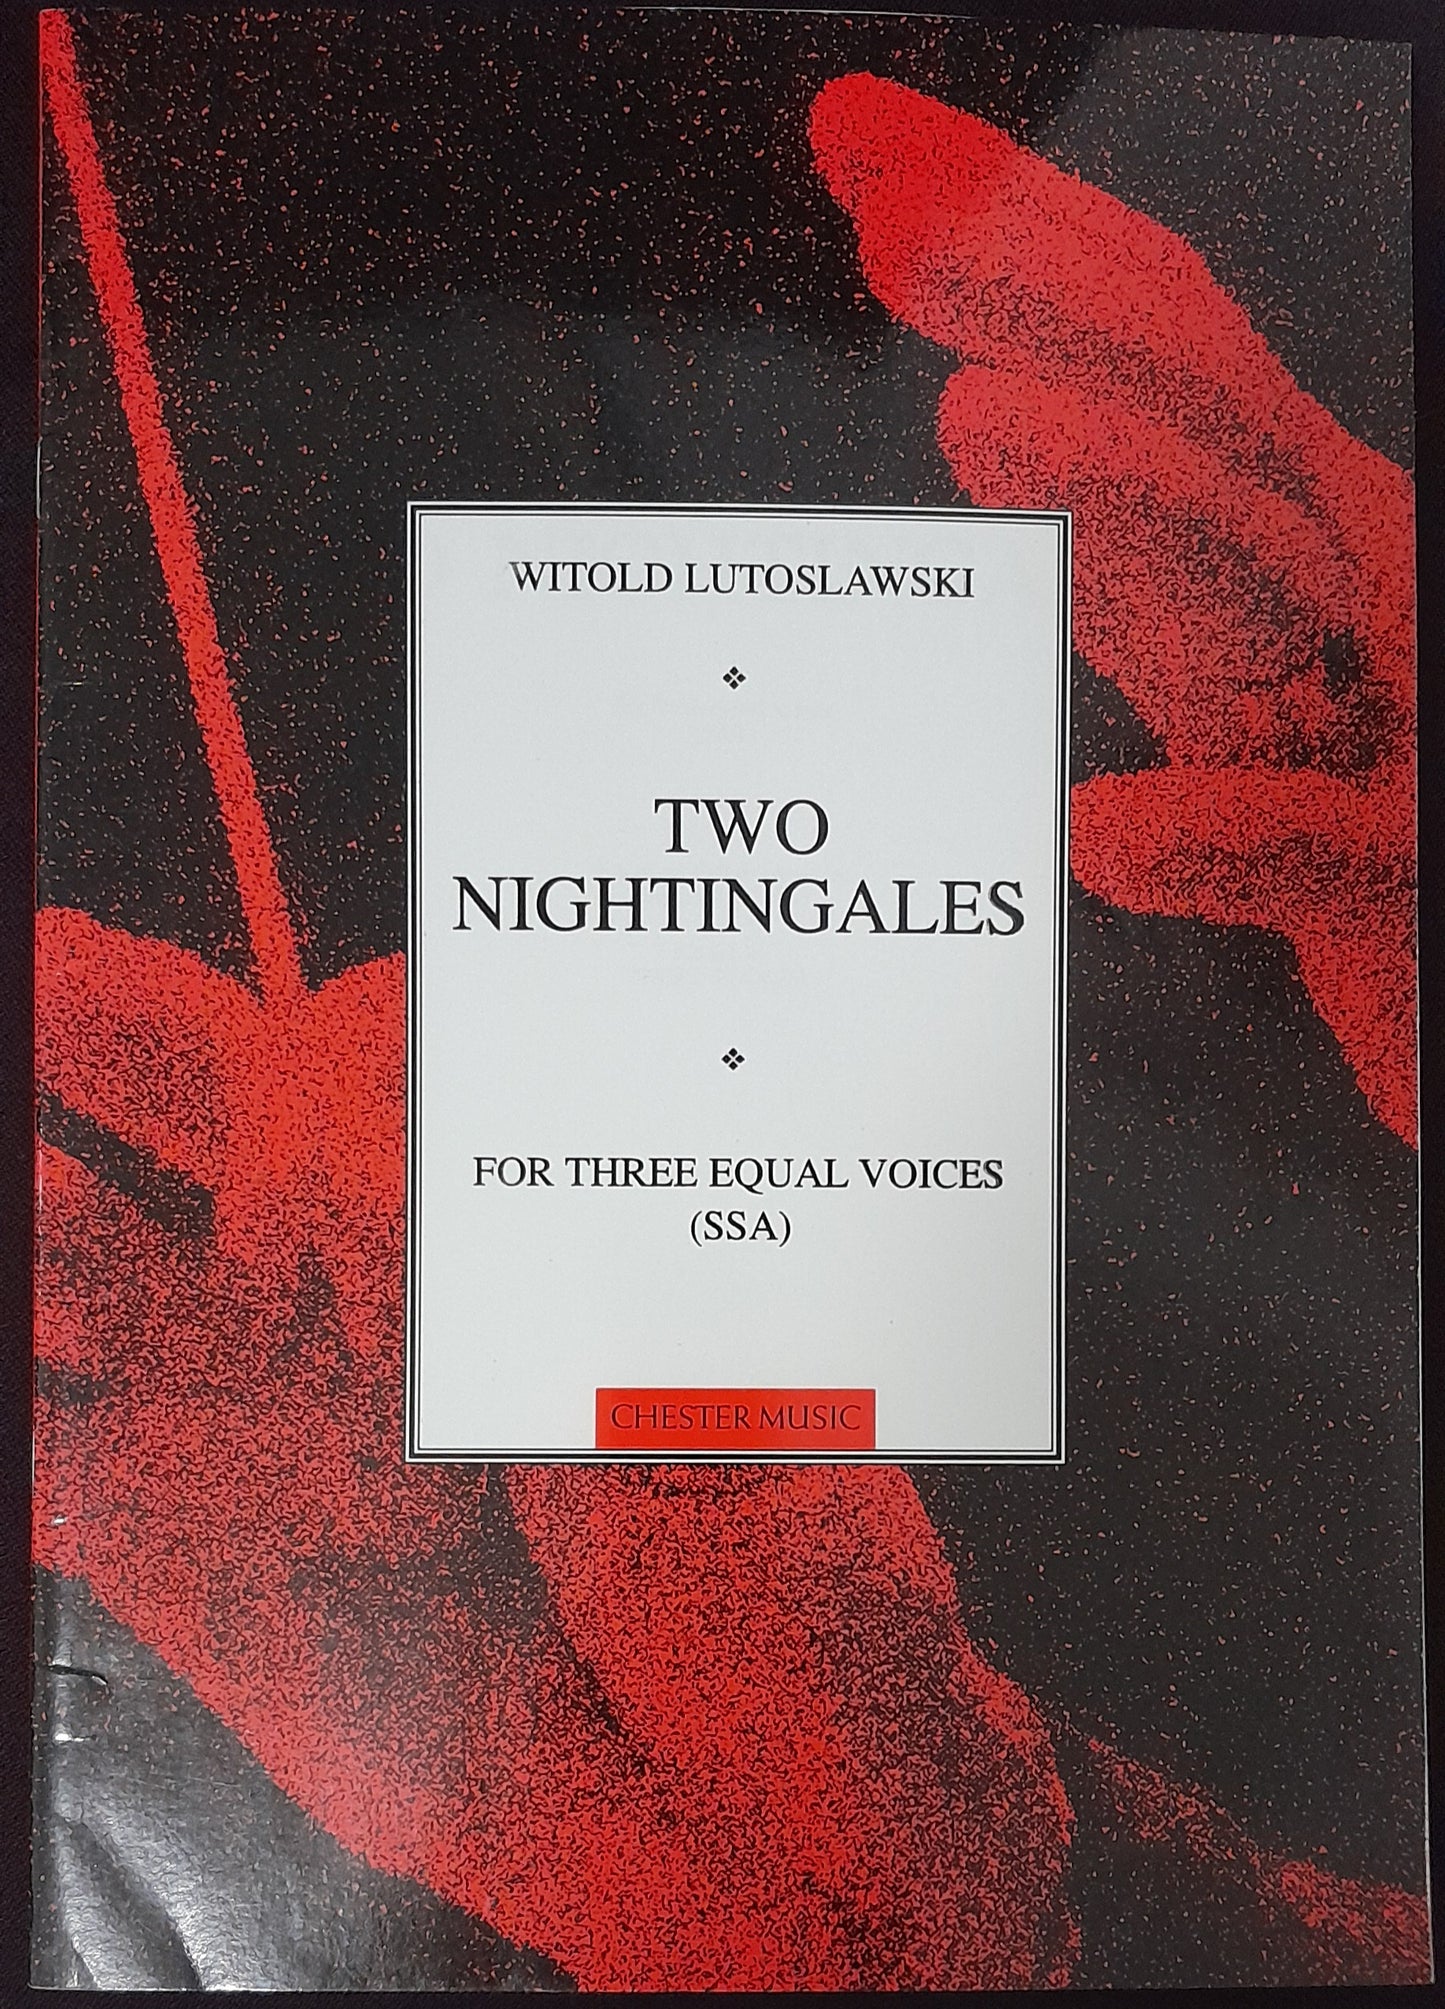 WITOLD LUTOSLAWSKI
TWO
NIGHTINGALES
FOR THREE EQUAL VOICES
(SSA)
CHESTER MUSIC